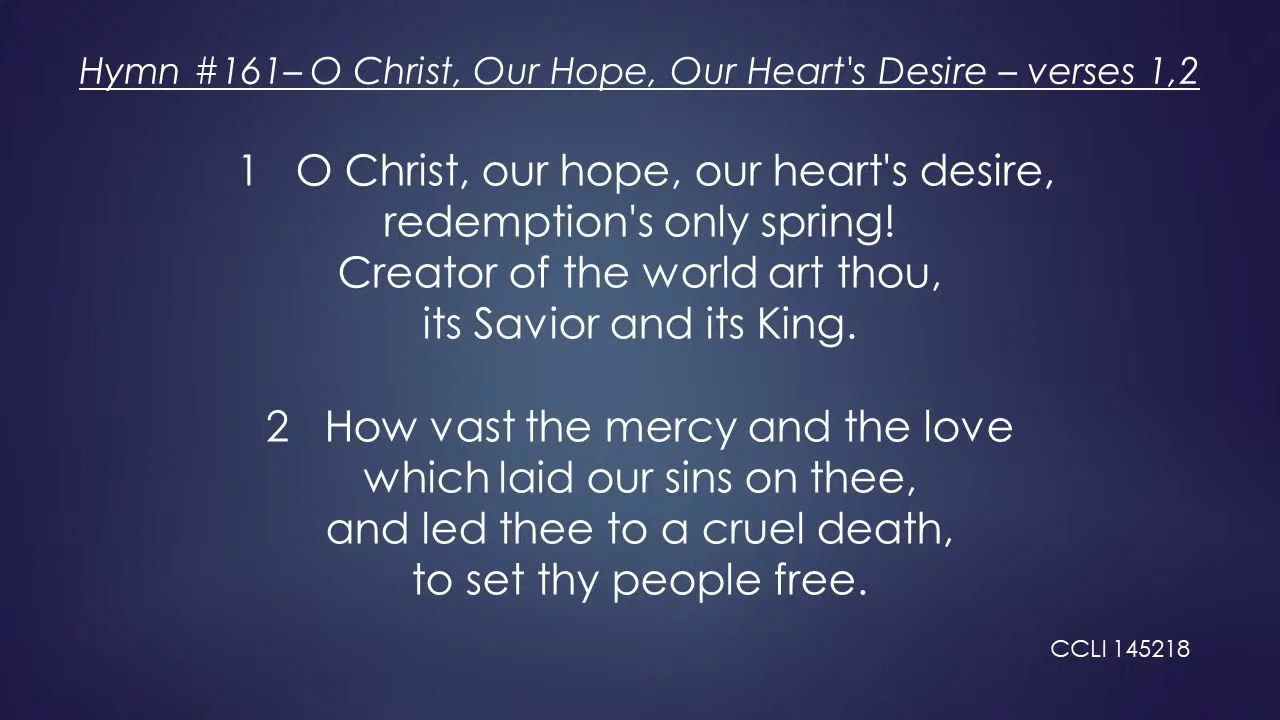 Hymn #161– O Christ, Our Hope, Our Heart's Desire – verses 1,2
1 O Christ, our hope, our heart's desire,
redemption's only spring!
Creator of the world art thou,
its Savior and its King.
2 How vast the mercy and the love
which laid our sins on thee,
and led thee to a cruel death,
to set thy people free.
CCLI 145218